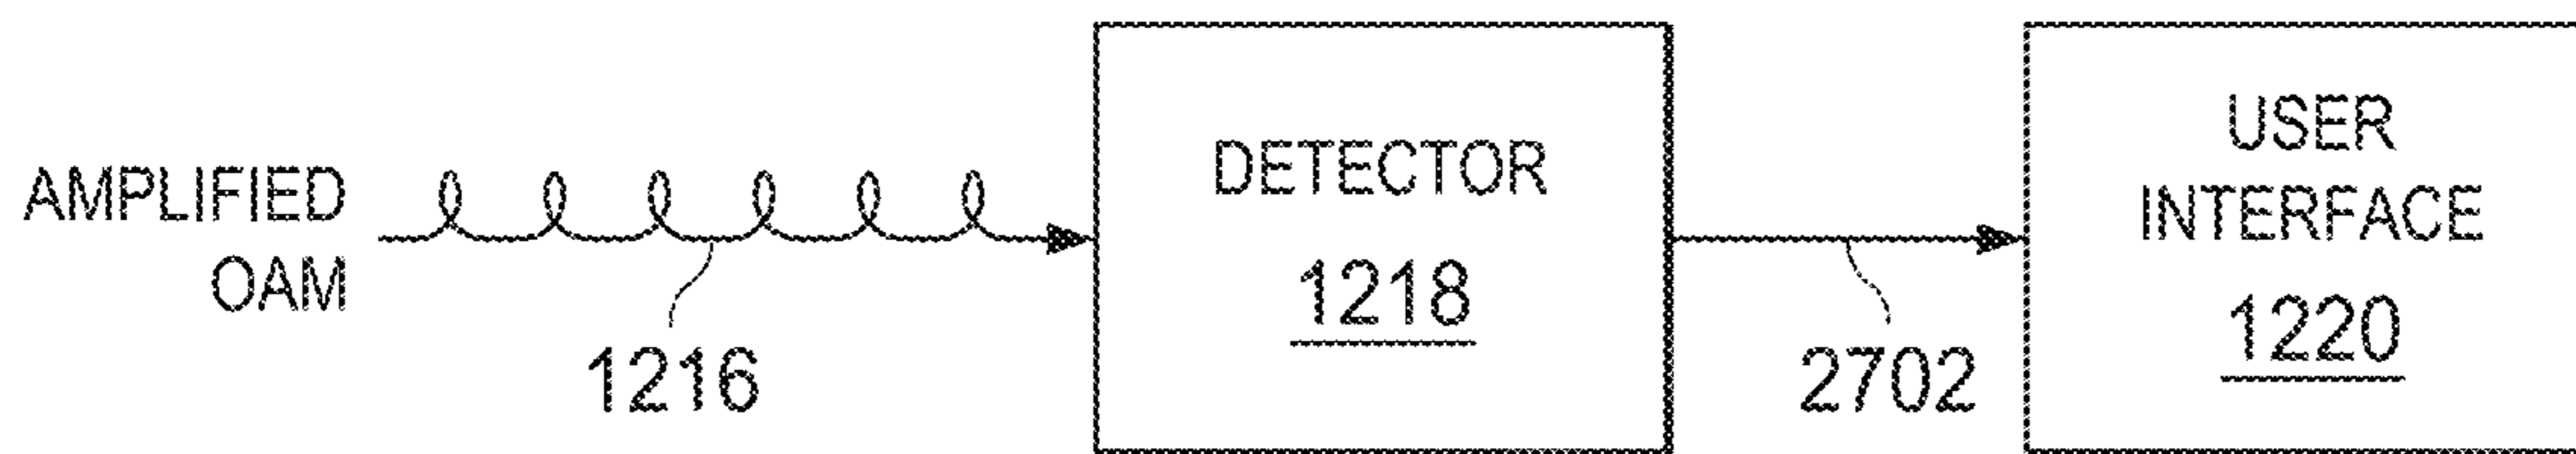 AMPLIFIED
OAM
1216
DETECTOR
1218
2702
USER
INTERFACE
1220